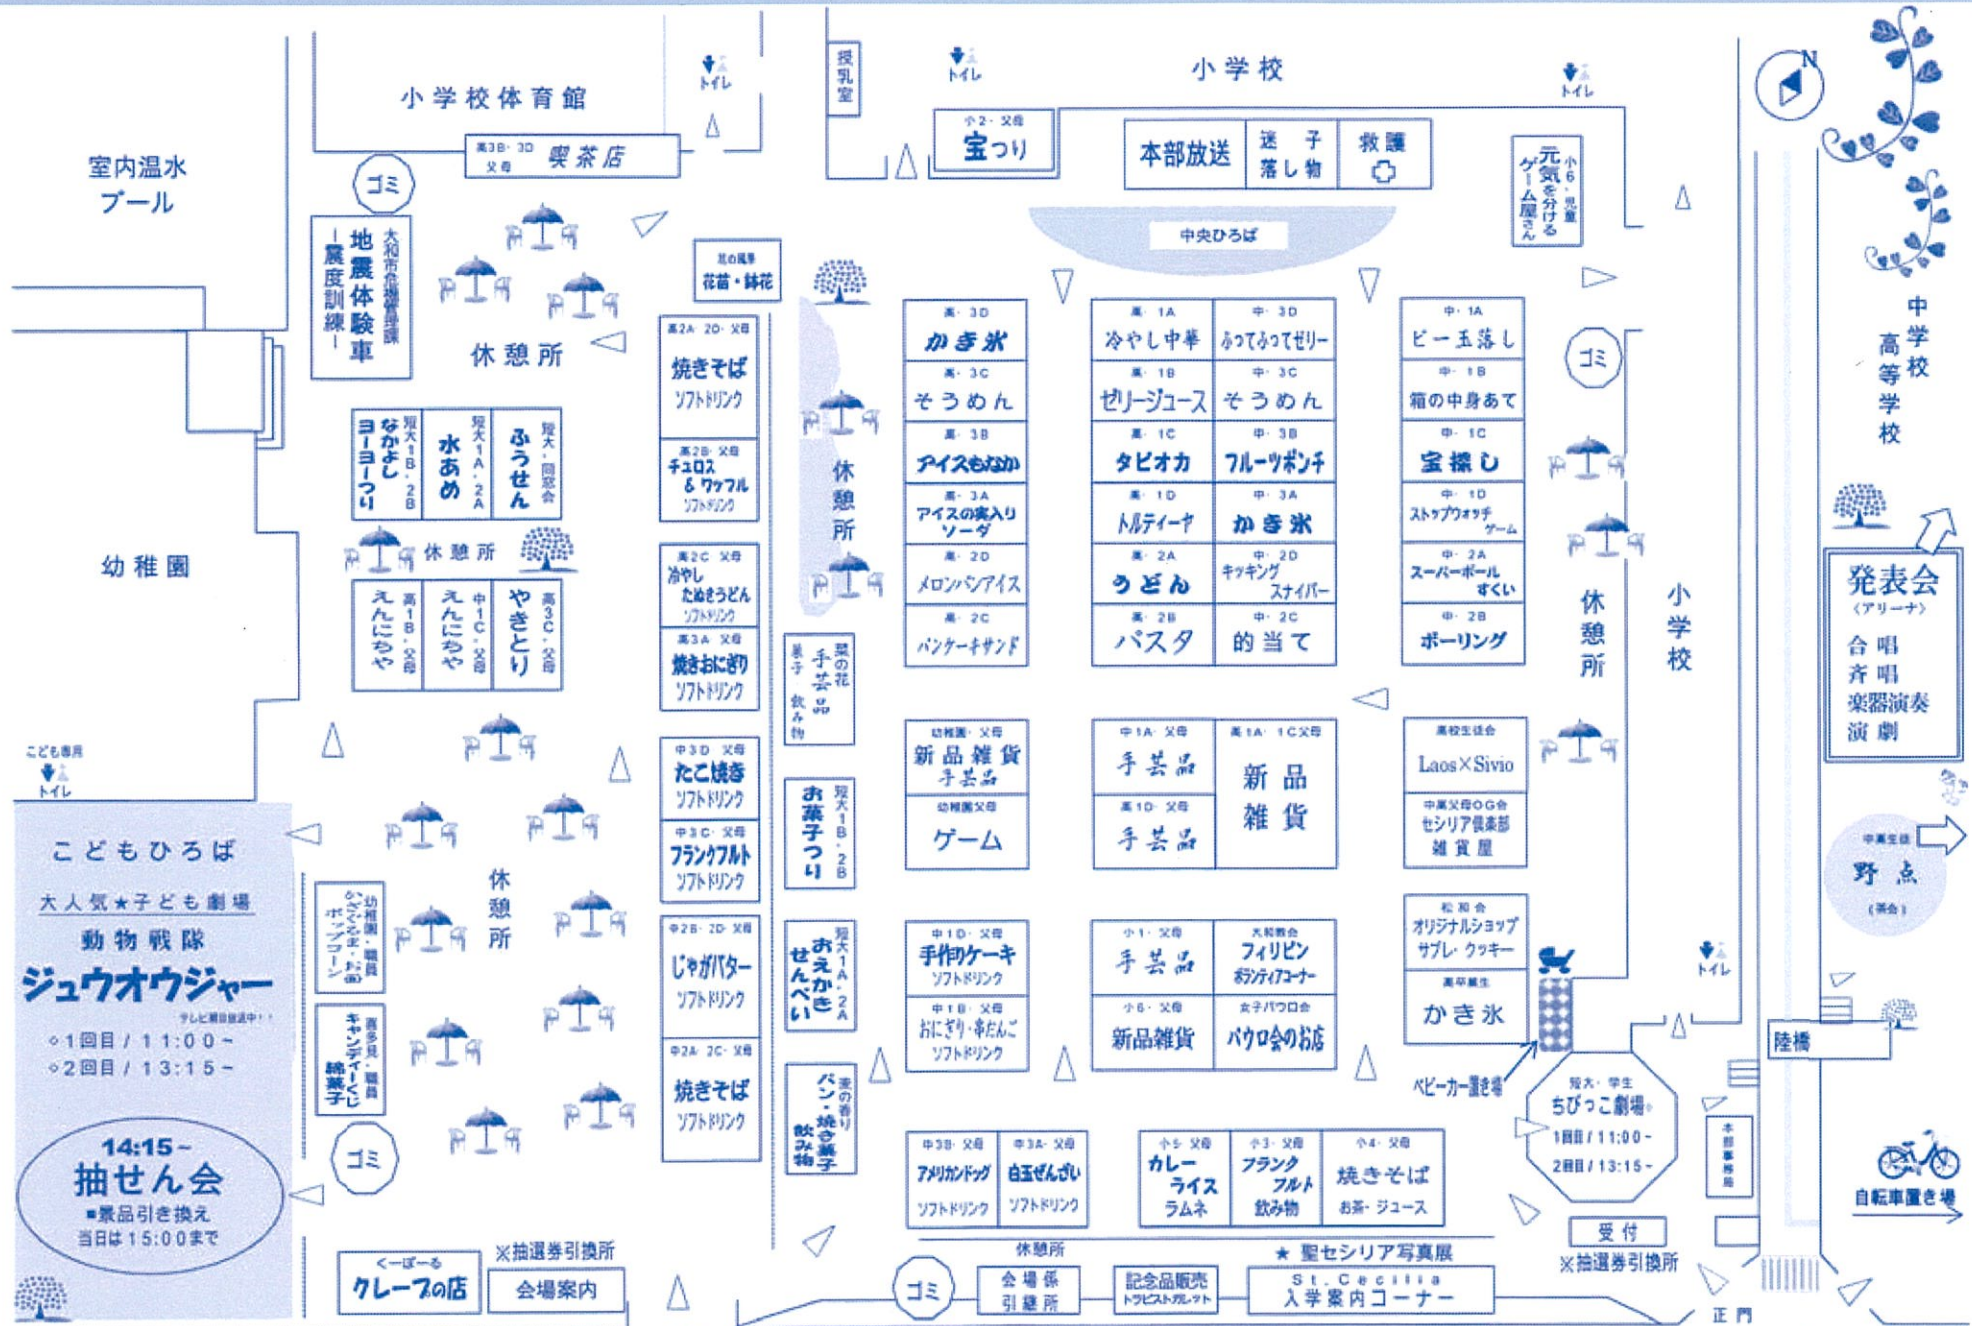 小学校体育館
トイレ
授乳室
トイレ
小学校
トイレ
N
室内温水
プール
高3B・3D
父母
喫茶店
ゴミ
小2・父母
宝つり
本部放送
迷子
落し物
救護
小6・児童
元気を分ける
ゲーム屋さん
中央ひろば
大和市危機管理課
地震体験車
ー震度訓練ー
休憩所
花の風景
花苗・鉢花
高2A 2D・父母
焼きそば
ソフトドリンク
高2B・父母
チュロス
& ワッフル
ソフトドリンク
高2C 父母
冷やし
たぬきうどん
ソフトドリンク
高3A 父母
焼きおにぎり
ソフトドリンク
中3D 父母
たこ焼き
ソフトドリンク
中3C・父母
フランクフルト
ソフトドリンク
中2B・2D・父母
じゃがバター
ソフトドリンク
中2A・2C・父母
焼きそば
ソフトドリンク
短大・同窓会
ふうせん
短大1A・2A
水あめ
短大1B・2B
なかよし
ヨーヨーつり
休憩所
高3C・父母
やきとり
中1C・父母
えんにちや
高1B・父母
えんにちや
幼稚園
休憩所
休憩所
菜の花
手芸品
菓子 飲み物
短大1B・2B
お菓子つり
短大1A・2A
おえかき
せんべい
麦の香り
パン・焼き菓子
飲み物
高・3D
かき氷
高・3C
そうめん
高・3B
アイスもなか
高・3A
アイスの実入り
ソーダ
高・2D
メロンパンアイス
高・2C
パンケーキサンド
高・1A
冷やし中華
高・1B
ゼリージュース
高・1C
タピオカ
高・1D
トルティーヤ
高・2A
うどん
高・2B
パスタ
中・3D
ふってふってゼリー
中・3C
そうめん
中・3B
フルーツポンチ
中・3A
かき氷
中・2D
キッキング
スナイパー
中・2C
的当て
中・1A
ビー玉落し
中・1B
箱の中身あて
中・1C
宝探し
中・1D
ストップウォッチ
ゲーム
中・2A
スーパーボール
すくい
中・2B
ボーリング
ゴミ
休憩所
小学校
中学校
高等学校
発表会
〈アリーナ〉
合唱
斉唱
楽器演奏
演劇
中高生徒
野点
(茶会)
幼稚園・父母
新品雑貨
手芸品
幼稚園父母
ゲーム
中1A・父母
手芸品
高1D・父母
手芸品
高1A・1C父母
新品
雑貨
高校生徒会
Laos×Sivio
中高父母OG会
セシリア倶楽部
雑貨屋
中1D・父母
手作りケーキ
ソフトドリンク
中1B・父母
おにぎり・串だんご
ソフトドリンク
小1・父母
手芸品
小6・父母
新品雑貨
大和教会
フィリピン
ボランティアコーナー
女子パウロ会
パウロ会のお店
松和会
オリジナルショップ
サブレ・クッキー
高卒業生
かき氷
ベビーカー置き場
トイレ
陸橋
短大・学生
ちびっこ劇場
1回目/11:00~
2回目/13:15~
本部事務局
受付
※抽選券引換所
正門
自転車置き場
こども専用
トイレ
こどもひろば
大人気★子ども劇場
動物戦隊
ジュウオウジャー
テレビ朝日放送中!!
○1回目/11:00~
○2回目/13:15~
14:15~
抽せん会
■景品引き換え
当日は15:00まで
幼稚園・職員
かざぐるま・お面
ポップコーン
喜多見・職員
キャンディーくじ
綿菓子
ゴミ
くーぽーる
クレープの店
※抽選券引換所
会場案内
中3B・父母
アメリカンドッグ
ソフトドリンク
中3A・父母
白玉ぜんざい
ソフトドリンク
小5・父母
カレー
ライス
ラムネ
小3・父母
フランク
フルト
飲み物
小4・父母
焼きそば
お茶・ジュース
休憩所
★ 聖セシリア写真展
ゴミ
会場係
引継所
記念品販売
トラピストガレット
St.Cecilia
入学案内コーナー